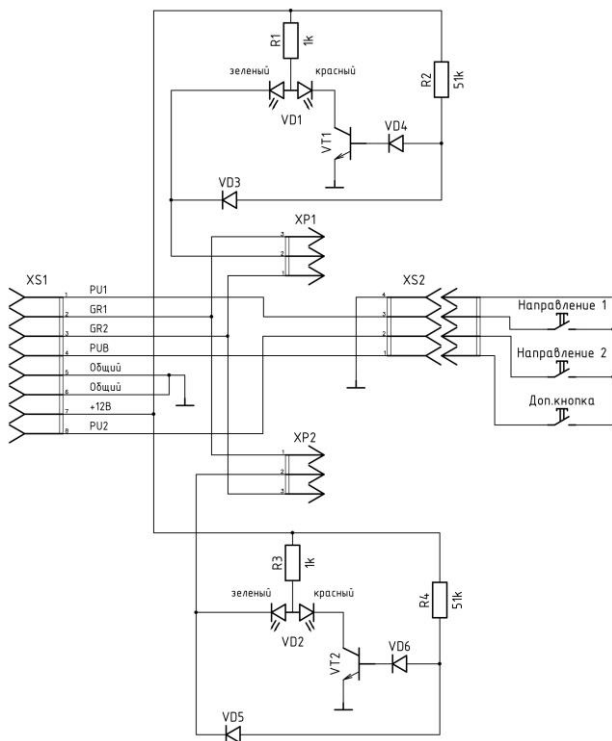 R1
1k
зеленый
красный
R2
51k
VD1
VT1
VD4
VD3
XP1
3
2
1
XS1
XS2
1
PU1
4
2
GR1
3
Направление 1
3
GR2
2
4
PUB
1
Направление 2
5
Общий
6
Общий
Доп.кнопка
7
+12В
8
PU2
XP2
1
2
3
R3
1k
зеленый
красный
R4
51k
VD2
VT2
VD6
VD5